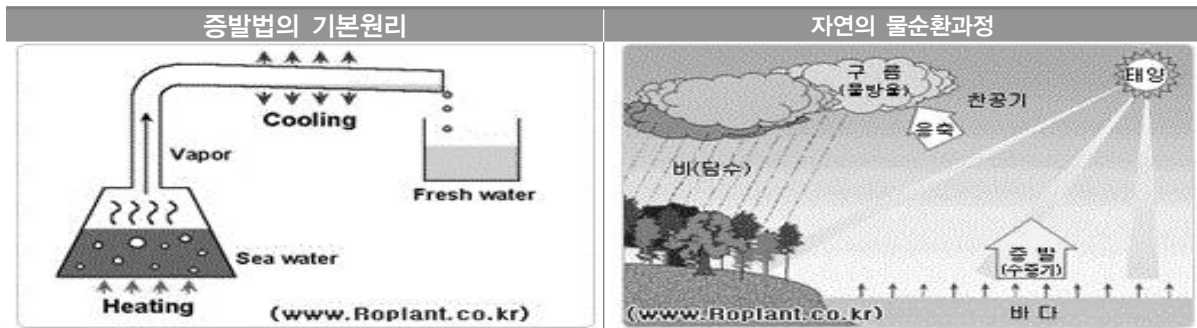 증발법의 기본원리
Cooling
Vapor
Fresh water
Sea water
Heating
(www.Roplant.co.kr)
자연의 물순환과정
구 름
(물방울)
태양
찬공기
응축
비(담수)
증 발
(수증기)
(www.Roplant.co.kr)
바 다